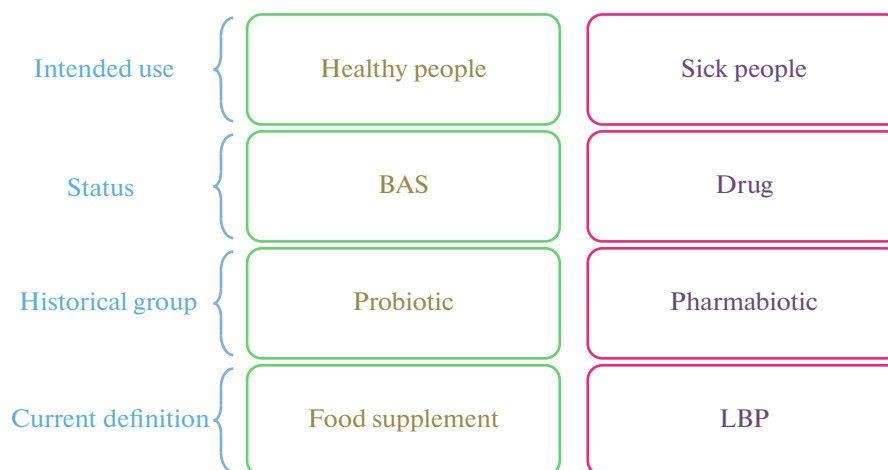 Intended use
Healthy people
Sick people
Status
BAS
Drug
Historical group
Probiotic
Pharmabiotic
Current definition
Food supplement
LBP